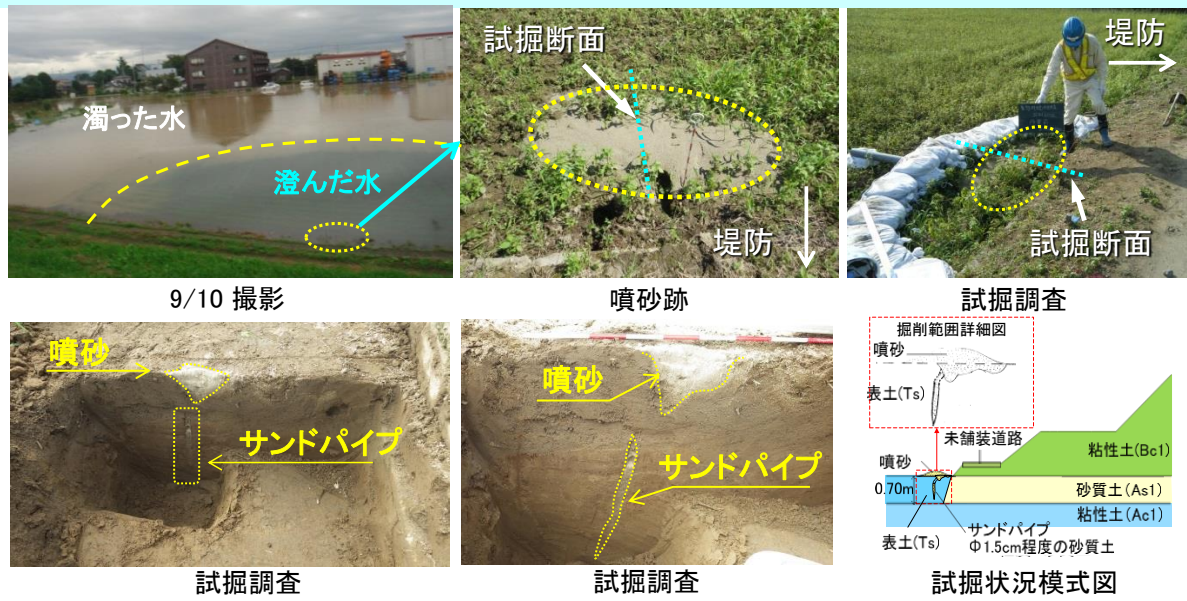 濁った水
澄んだ水
9/10 撮影
試掘断面
堤防
噴砂跡
堤防
試掘断面
試掘調査
噴砂
サンドパイプ
試掘調査
噴砂
サンドパイプ
試掘調査
掘削範囲詳細図
噴砂
表土(Ts)
未舗装道路
噴砂
粘性土(Bc1)
0.70m
砂質土(As1)
粘性土(Ac1)
表土(Ts)
サンドパイプ
Φ1.5cm程度の砂質土
試掘状況模式図